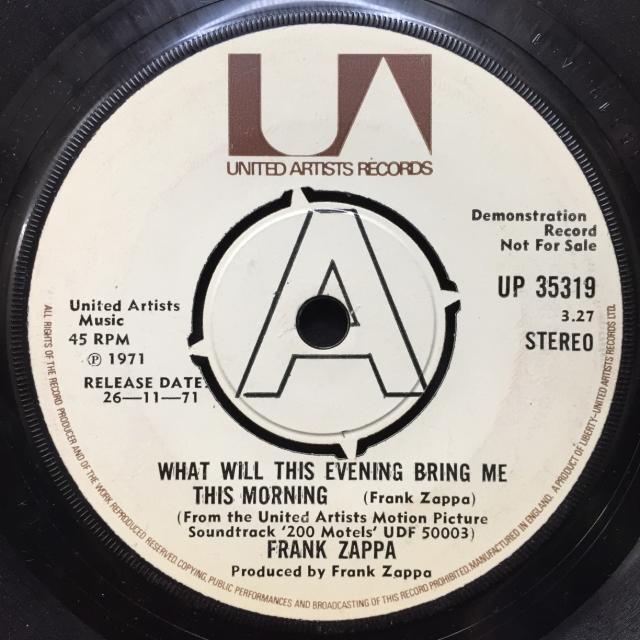 UA
UNITED ARTISTS RECORDS
Demonstration
Record
Not For Sale
UP 35319
3.27
STEREO
United Artists
Music
45 RPM
Ⓟ 1971
RELEASE DATE:
26—11—71
A
WHAT WILL THIS EVENING BRING ME
THIS MORNING (Frank Zappa)
(From the United Artists Motion Picture
Soundtrack '200 Motels' UDF 50003)
FRANK ZAPPA
Produced by Frank Zappa
ALL RIGHTS OF THE RECORD PRODUCER AND OF THE WORK REPRODUCED RESERVED. COPYING, PUBLIC PERFORMANCES AND BROADCASTING OF THIS RECORD PROHIBITED. MANUFACTURED IN ENGLAND. A PRODUCT OF LIBERTY—UNITED ARTISTS RECORDS LTD.